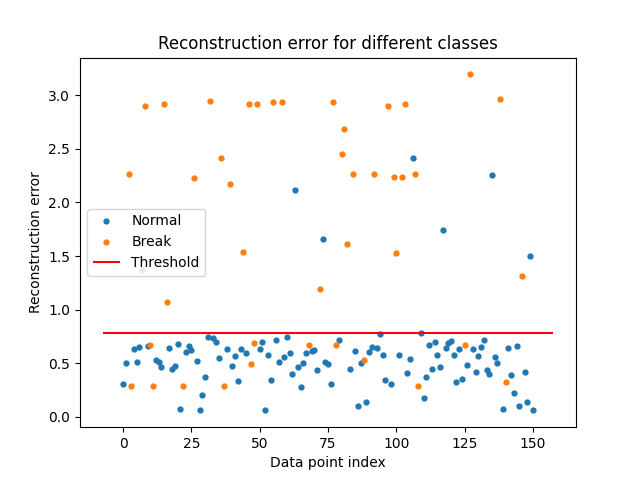 Reconstruction error for different classes
3.0
2.5
2.0
1.5
1.0
0.5
0.0
Reconstruction error
Normal
Break
Threshold
0 25 50 75 100 125 150
Data point index